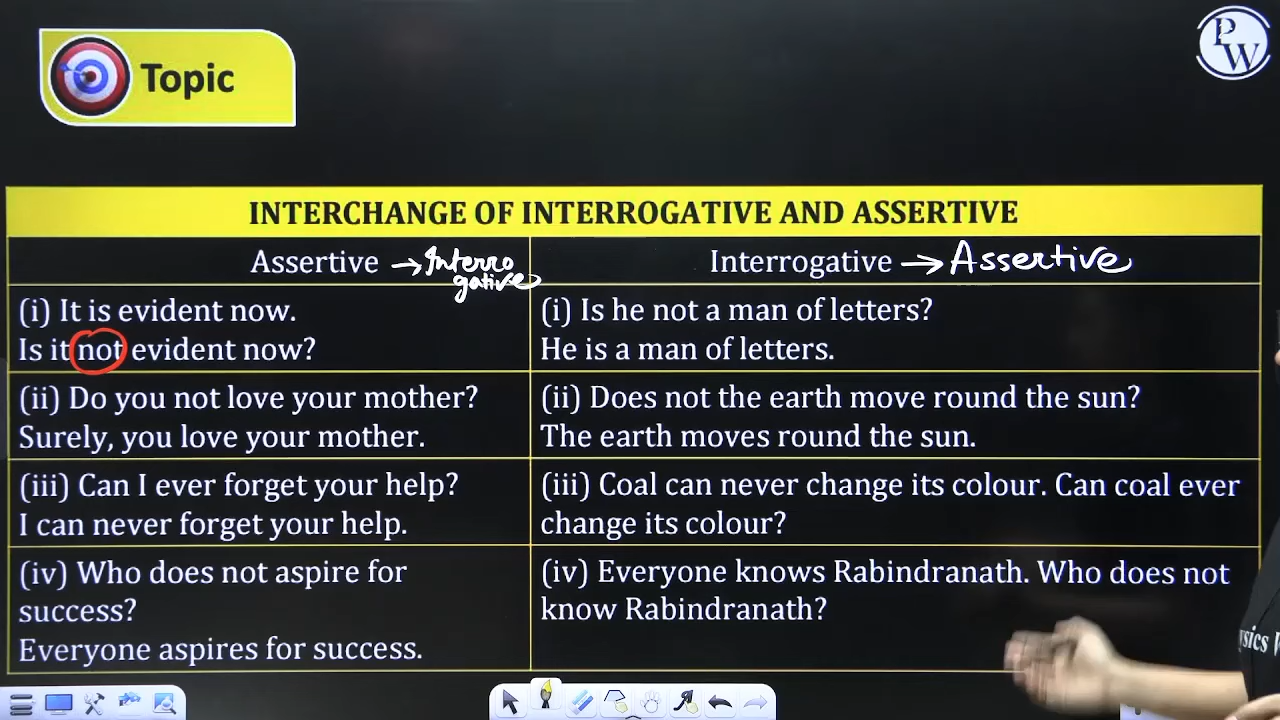 Topic
PW
INTERCHANGE OF INTERROGATIVE AND ASSERTIVE
Assertive → Interro
gative
Interrogative → Assertive
(i) It is evident now.
Is it not evident now?
(i) Is he not a man of letters?
He is a man of letters.
(ii) Do you not love your mother?
Surely, you love your mother.
(ii) Does not the earth move round the sun?
The earth moves round the sun.
(iii) Can I ever forget your help?
I can never forget your help.
(iii) Coal can never change its colour. Can coal ever
change its colour?
(iv) Who does not aspire for
success?
Everyone aspires for success.
(iv) Everyone knows Rabindranath. Who does not
know Rabindranath?